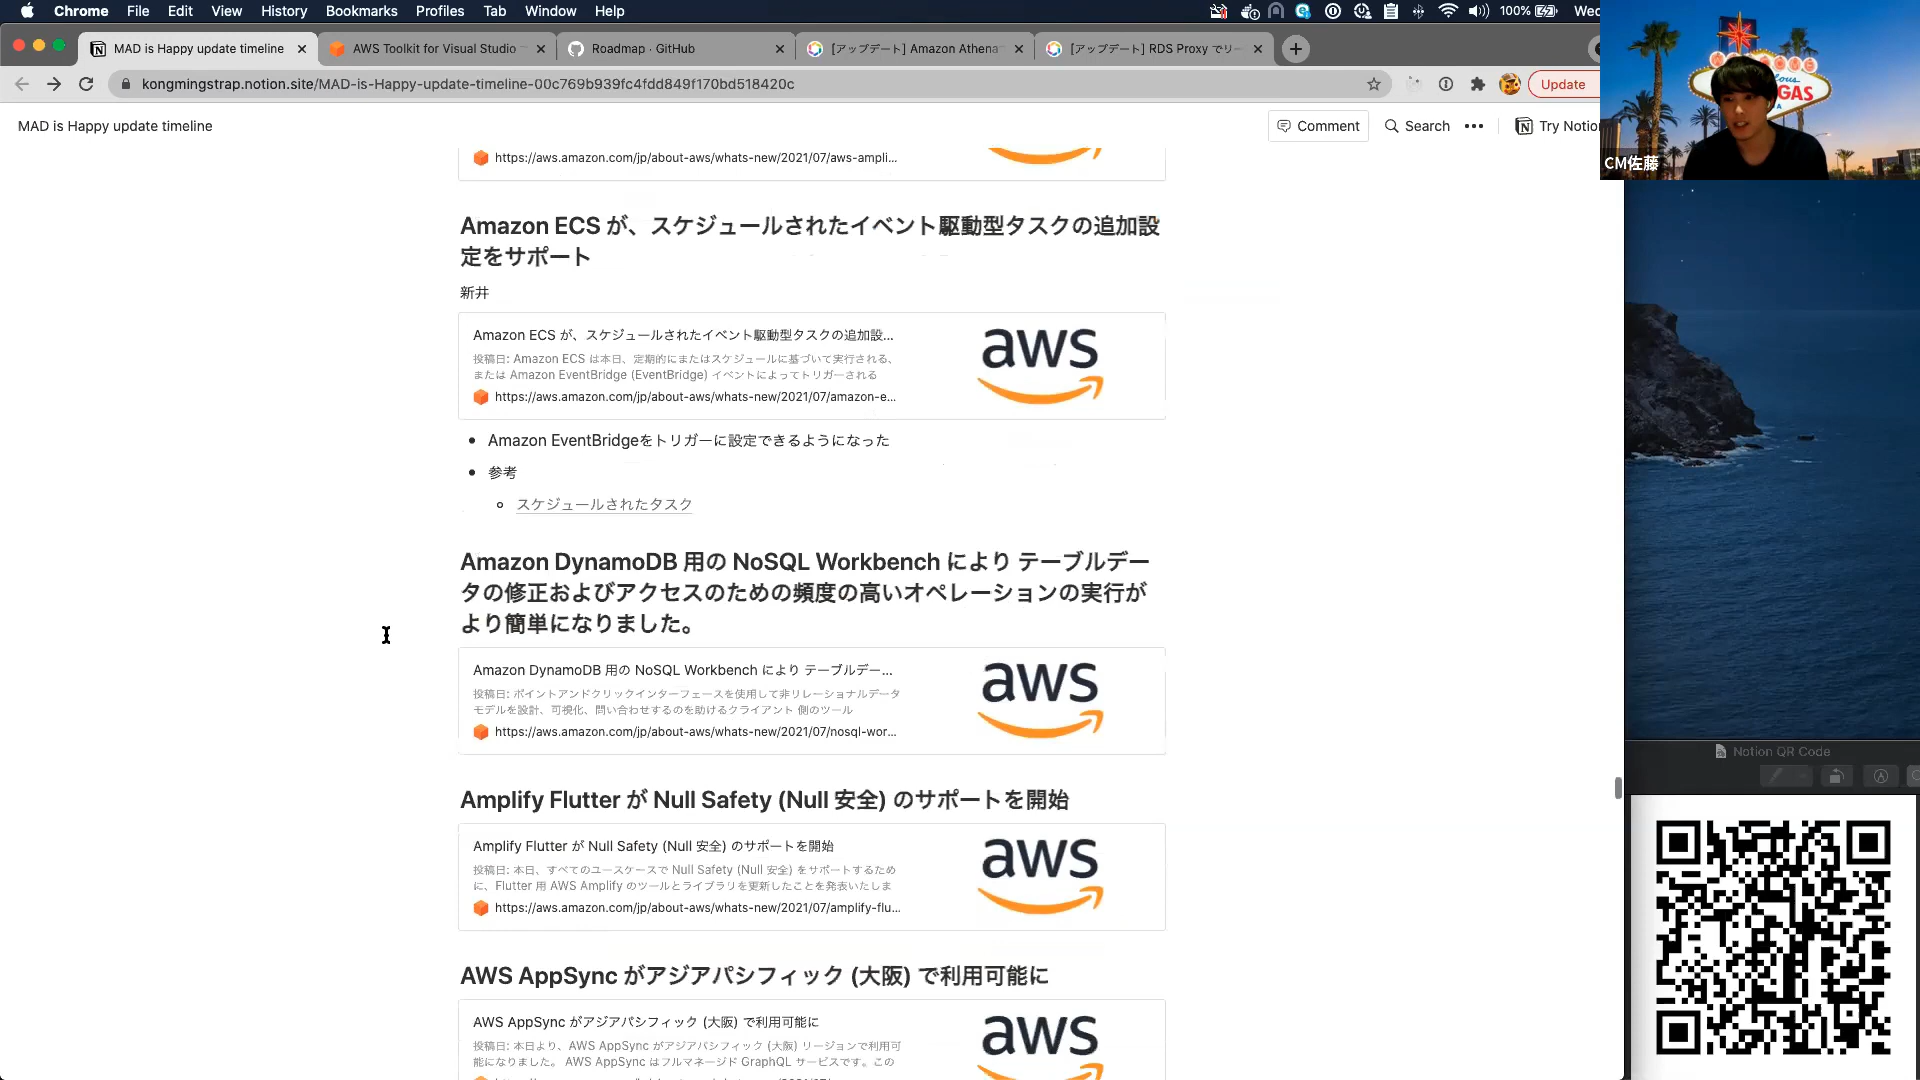 Chrome File Edit View History Bookmarks Profiles Tab Window Help
100%
MAD is Happy update timeline
AWS Toolkit for Visual Studio
Roadmap · GitHub
[アップデート] Amazon Athena
[アップデート] RDS Proxy でリー
kongmingstrap.notion.site/MAD-is-Happy-update-timeline-00c769b939fc4fdd849f170bd518420c
Update
MAD is Happy update timeline
Comment
Search
Try Notion
VEGAS
CM佐藤
https://aws.amazon.com/jp/about-aws/whats-new/2021/07/aws-ampli...
Amazon ECS が、スケジュールされたイベント駆動型タスクの追加設
定をサポート
新井
Amazon ECS が、スケジュールされたイベント駆動型タスクの追加設...
投稿日: Amazon ECS は本日、定期的にまたはスケジュールに基づいて実行される、
または Amazon EventBridge (EventBridge) イベントによってトリガーされる
https://aws.amazon.com/jp/about-aws/whats-new/2021/07/amazon-e...
aws
Amazon EventBridgeをトリガーに設定できるようになった
参考
スケジュールされたタスク
Amazon DynamoDB 用の NoSQL Workbench により テーブルデー
タの修正およびアクセスのための頻度の高いオペレーションの実行が
より簡単になりました。
Amazon DynamoDB 用の NoSQL Workbench により テーブルデー...
投稿日: ポイントアンドクリックインターフェースを使用して非リレーショナルデータ
モデルを設計、可視化、問い合わせするのを助けるクライアント 側のツール
https://aws.amazon.com/jp/about-aws/whats-new/2021/07/nosql-wor...
aws
Amplify Flutter が Null Safety (Null 安全) のサポートを開始
Amplify Flutter が Null Safety (Null 安全) のサポートを開始
投稿日: 本日、すべてのユースケースで Null Safety (Null 安全) をサポートするため
に、Flutter 用 AWS Amplify のツールとライブラリを更新したことを発表いたしま
https://aws.amazon.com/jp/about-aws/whats-new/2021/07/amplify-flu...
aws
AWS AppSync がアジアパシフィック (大阪) で利用可能に
AWS AppSync がアジアパシフィック (大阪) で利用可能に
投稿日: 本日より、AWS AppSync がアジアパシフィック (大阪) リージョンで利用可
能になりました。 AWS AppSync はフルマネージド GraphQL サービスです。この
aws
Notion QR Code